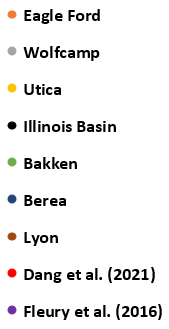 Eagle Ford
Wolfcamp
Utica
Illinois Basin
Bakken
Berea
Lyon
Dang et al. (2021)
Fleury et al. (2016)